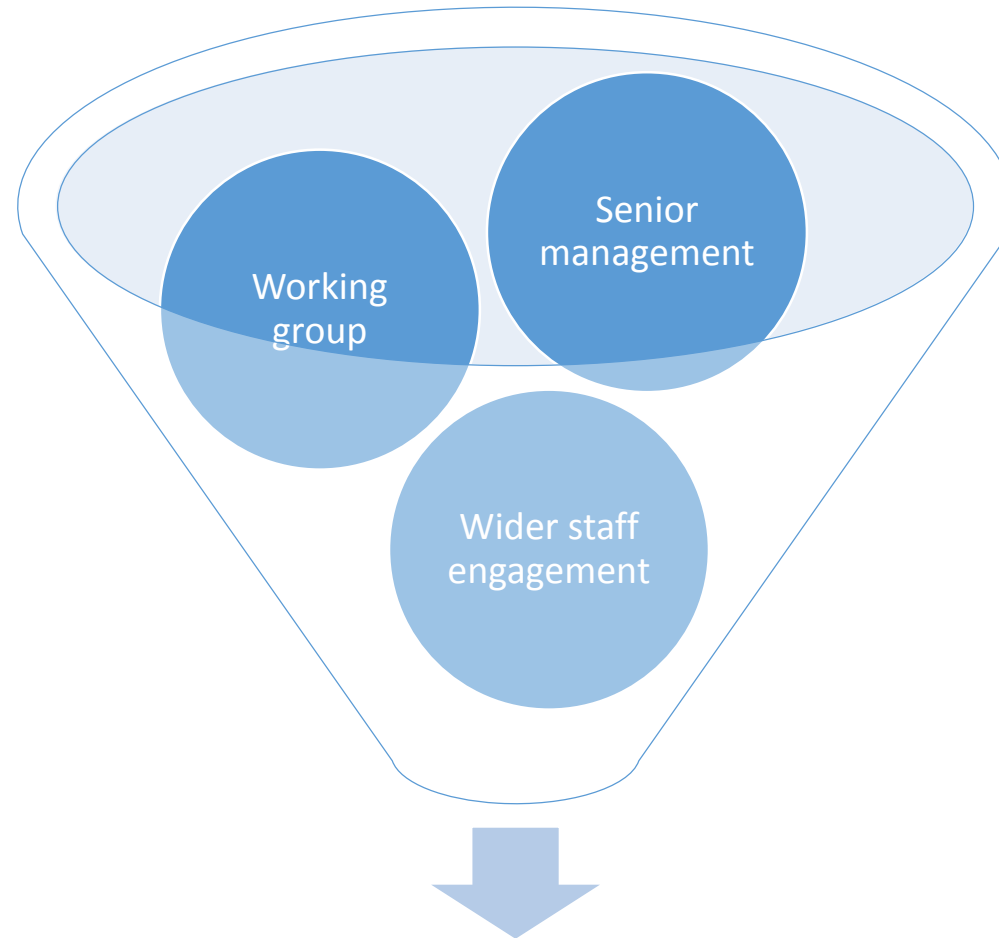 Senior
management
Working
group
Wider staff
engagement